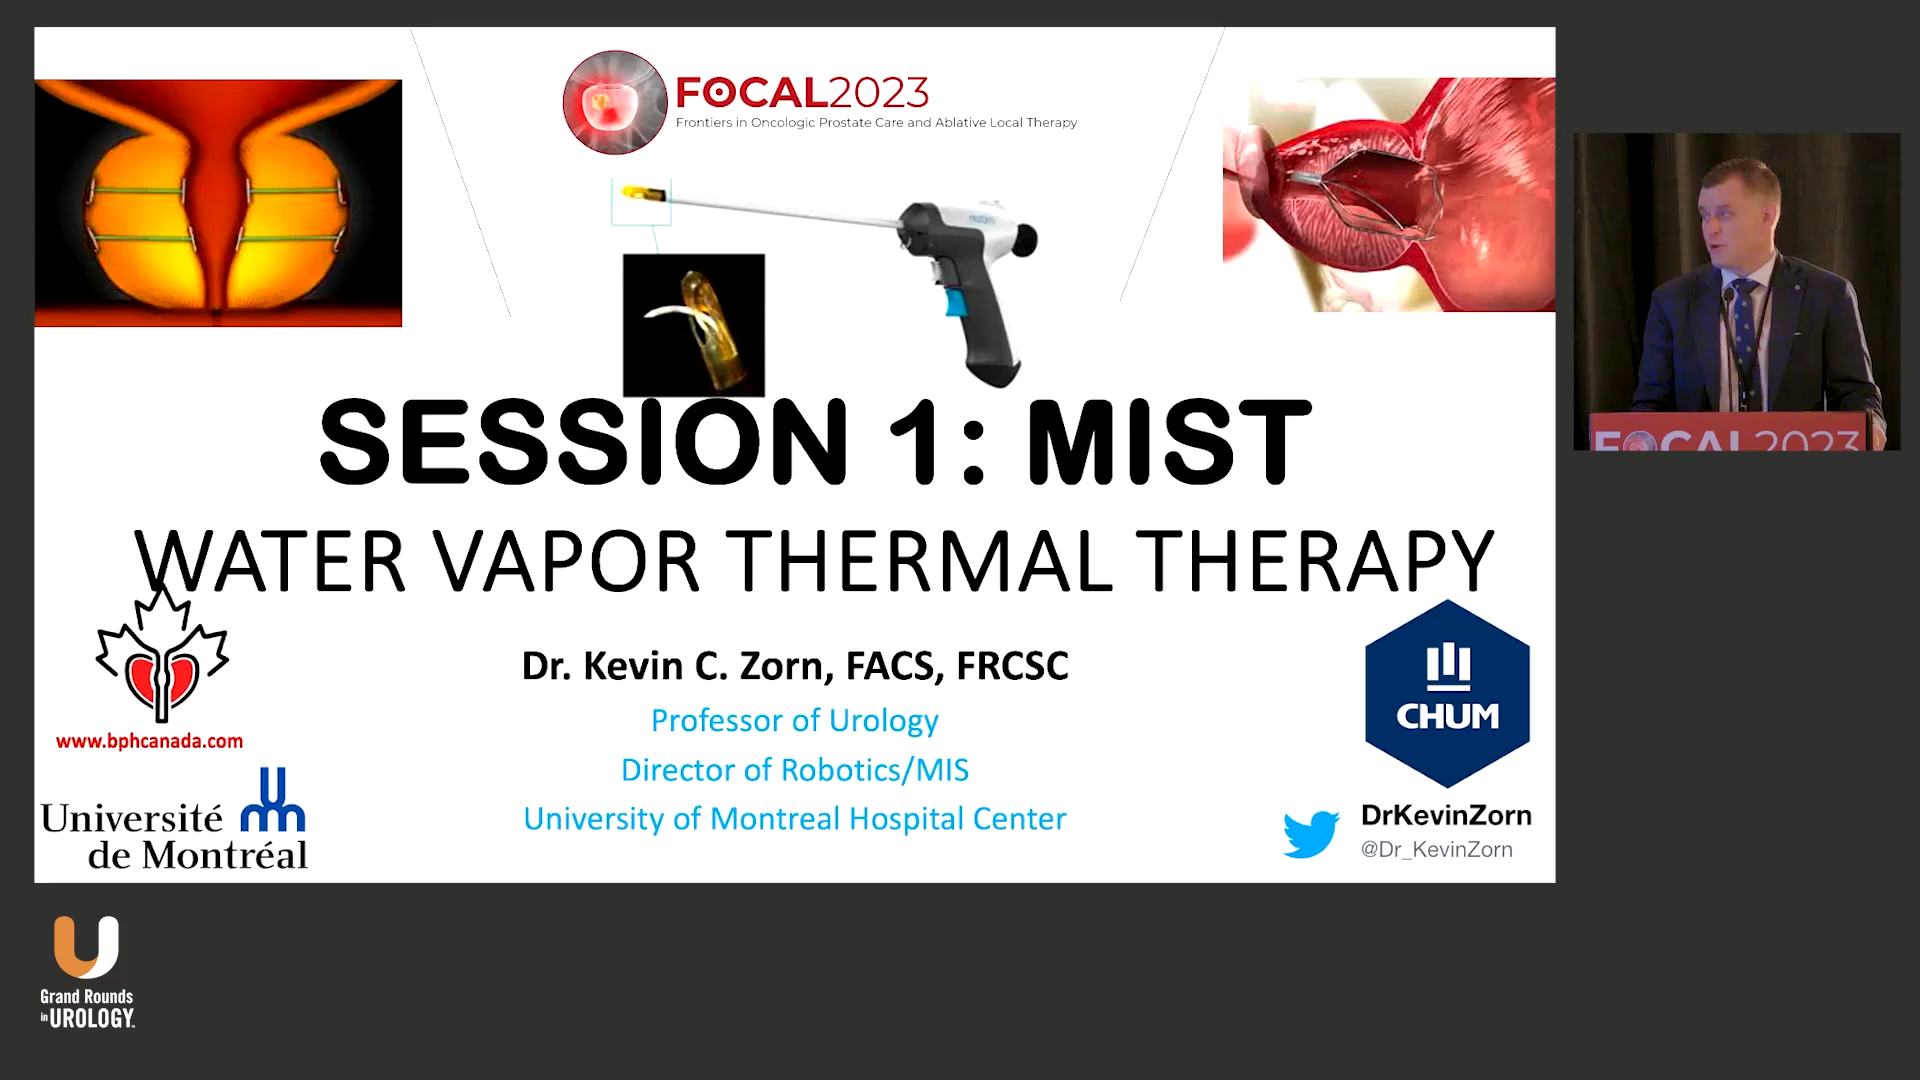 FOCAL2023
Frontiers in Oncologic Prostate Care and Ablative Local Therapy
SESSION 1: MIST
WATER VAPOR THERMAL THERAPY
Dr. Kevin C. Zorn, FACS, FRCSC
Professor of Urology
Director of Robotics/MIS
University of Montreal Hospital Center
www.bphcanada.com
Université
de Montréal
CHUM
DrKevinZorn
@Dr_KevinZorn
FOCAL 2023
Grand Rounds
in UROLOGY